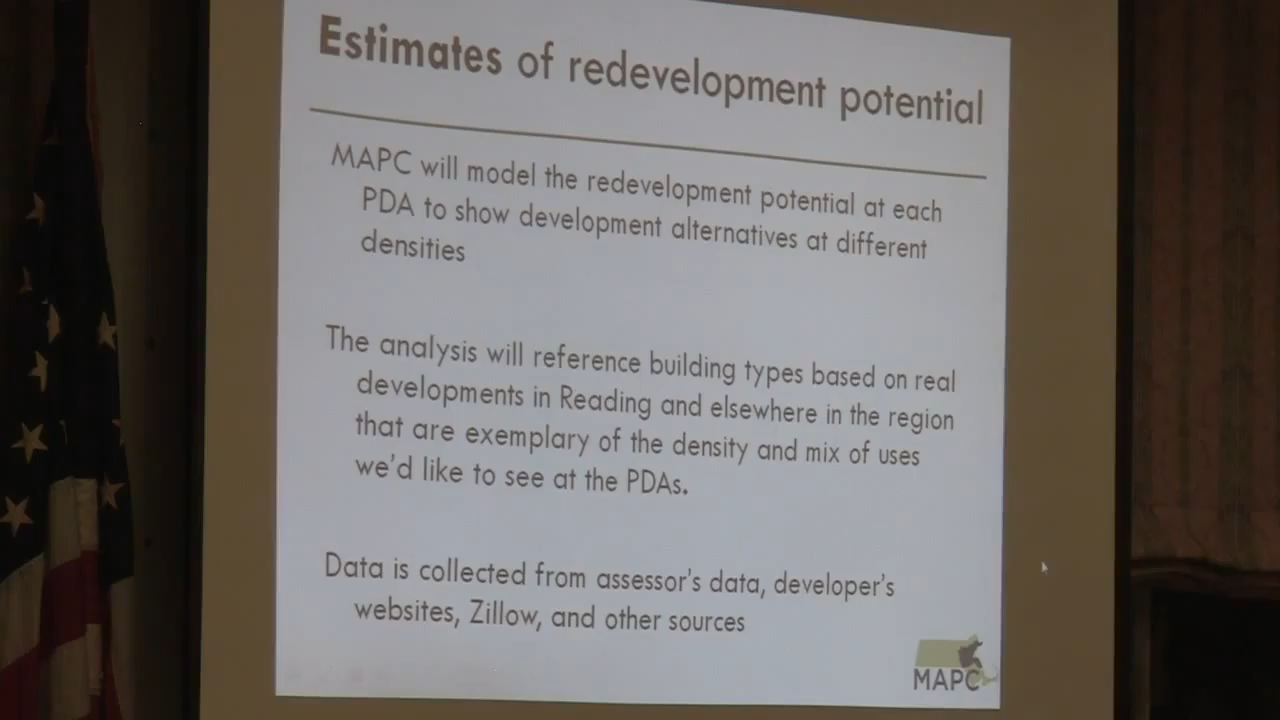 Estimates of redevelopment potential
MAPC will model the redevelopment potential at each
PDA to show development alternatives at different
densities
The analysis will reference building types based on real
developments in Reading and elsewhere in the region
that are exemplary of the density and mix of uses
we'd like to see at the PDAs.
Data is collected from assessor's data, developer's
websites, Zillow, and other sources
MAPC